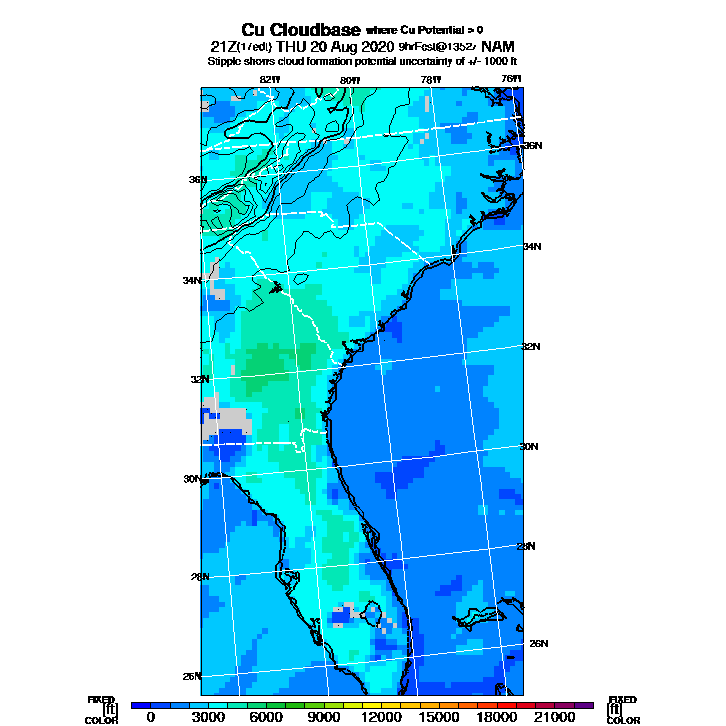 Cu Cloudbase where Cu Potential > 0
21Z(17edt) THU 20 Aug 2020 9hrFcst@1352z NAM
Stipple shows cloud formation potential uncertainty of +/- 1000 ft
82W 80W 78W 76W
36N
36N
34N
34N
32N
32N
30N
30N
28N
28N
26N
26N
FIXED
[ft]
COLOR
0 3000 6000 9000 12000 15000 18000 21000
FIXED
[ft]
COLOR